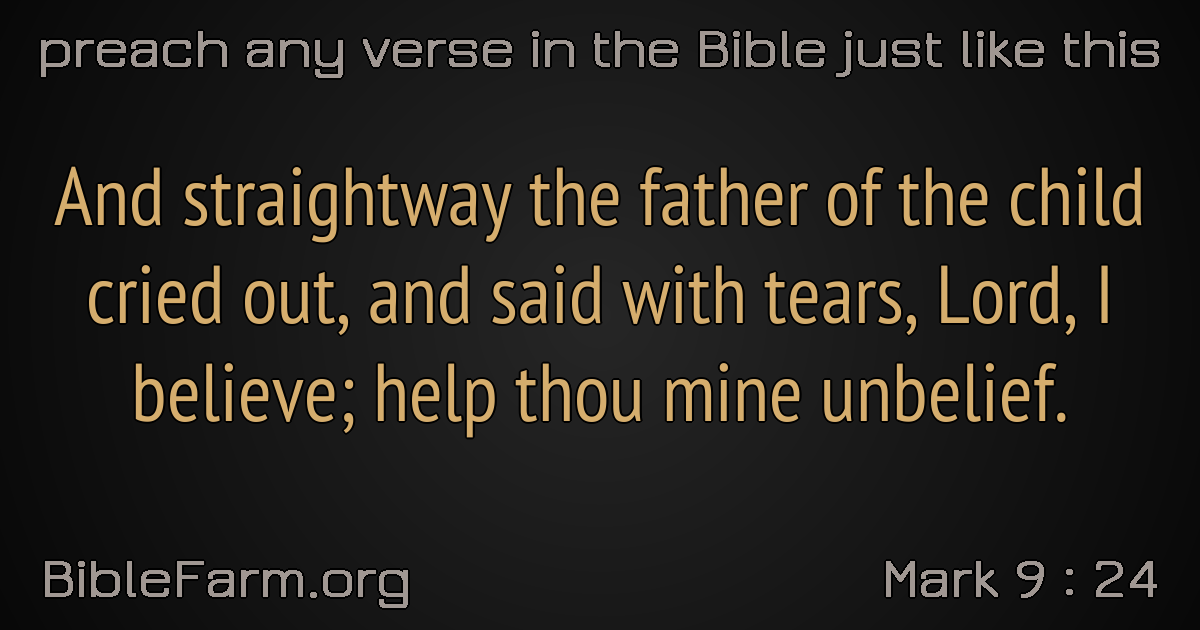 preach any verse in the Bible just like this
And straightway the father of the child
cried out, and said with tears, Lord, I
believe; help thou mine unbelief.
BibleFarm.org
Mark 9 : 24